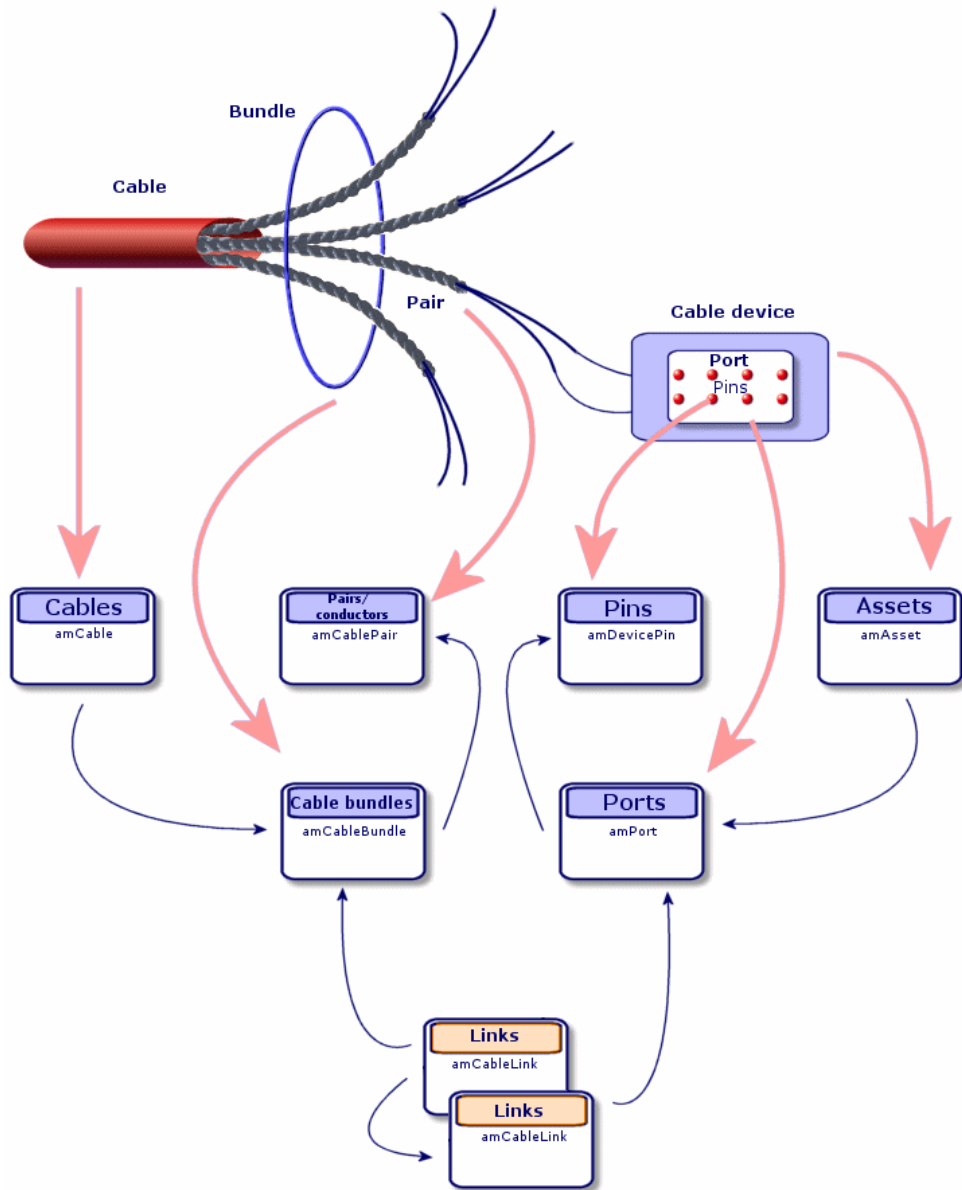 Bundle
Cable
Pair
Cable device
Port
Pins
Cables
amCable
Pairs/
conductors
amCablePair
Pins
amDevicePin
Assets
amAsset
Cable bundles
amCableBundle
Ports
amPort
Links
amCableLink
Links
amCableLink